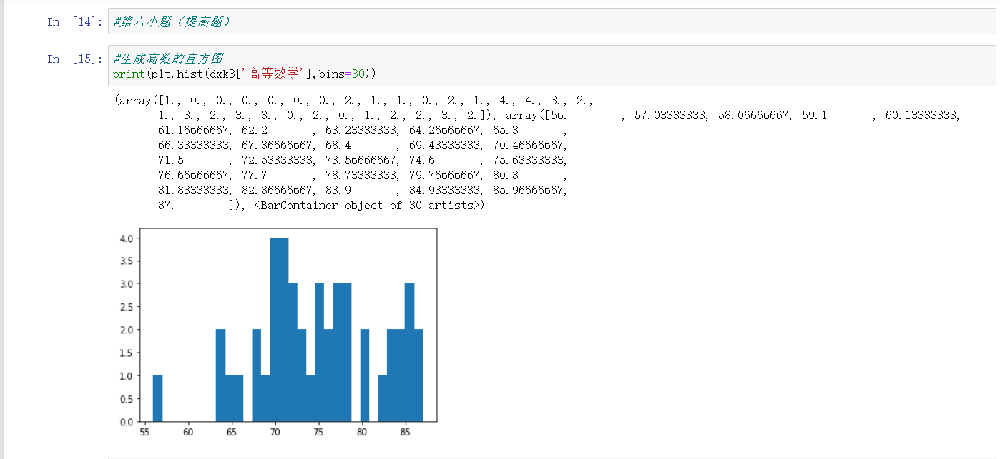 In [14]: #第六小题（提高题）
In [15]: #生成高数的直方图
print(plt.hist(dxk3['高等数学'],bins=30))
(array([1., 0., 0., 0., 0., 0., 0., 2., 1., 1., 0., 2., 1., 4., 4., 3., 2.,
1., 3., 2., 3., 3., 0., 2., 0., 1., 2., 2., 3., 2.]), array([56.        , 57.03333333, 58.06666667, 59.1       , 60.13333333,
61.16666667, 62.2       , 63.23333333, 64.26666667, 65.3       ,
66.33333333, 67.36666667, 68.4       , 69.43333333, 70.46666667,
71.5       , 72.53333333, 73.56666667, 74.6       , 75.63333333,
76.66666667, 77.7       , 78.73333333, 79.76666667, 80.8       ,
81.83333333, 82.86666667, 83.9       , 84.93333333, 85.96666667,
87.        ]), <BarContainer object of 30 artists>)
4.0
3.5
3.0
2.5
2.0
1.5
1.0
0.5
0.0
55 60 65 70 75 80 85